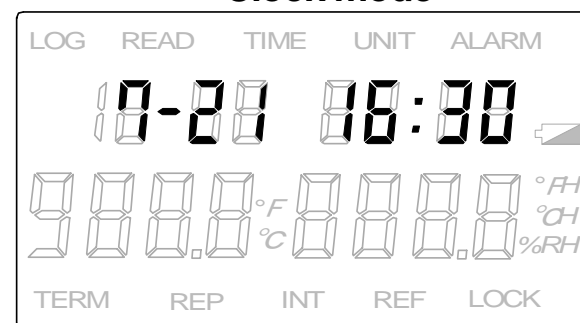 Clock Mode
LOG READ TIME UNIT ALARM
7-21 16:30
°F °FH
°C °CH
%RH
TERM REP INT REF LOCK